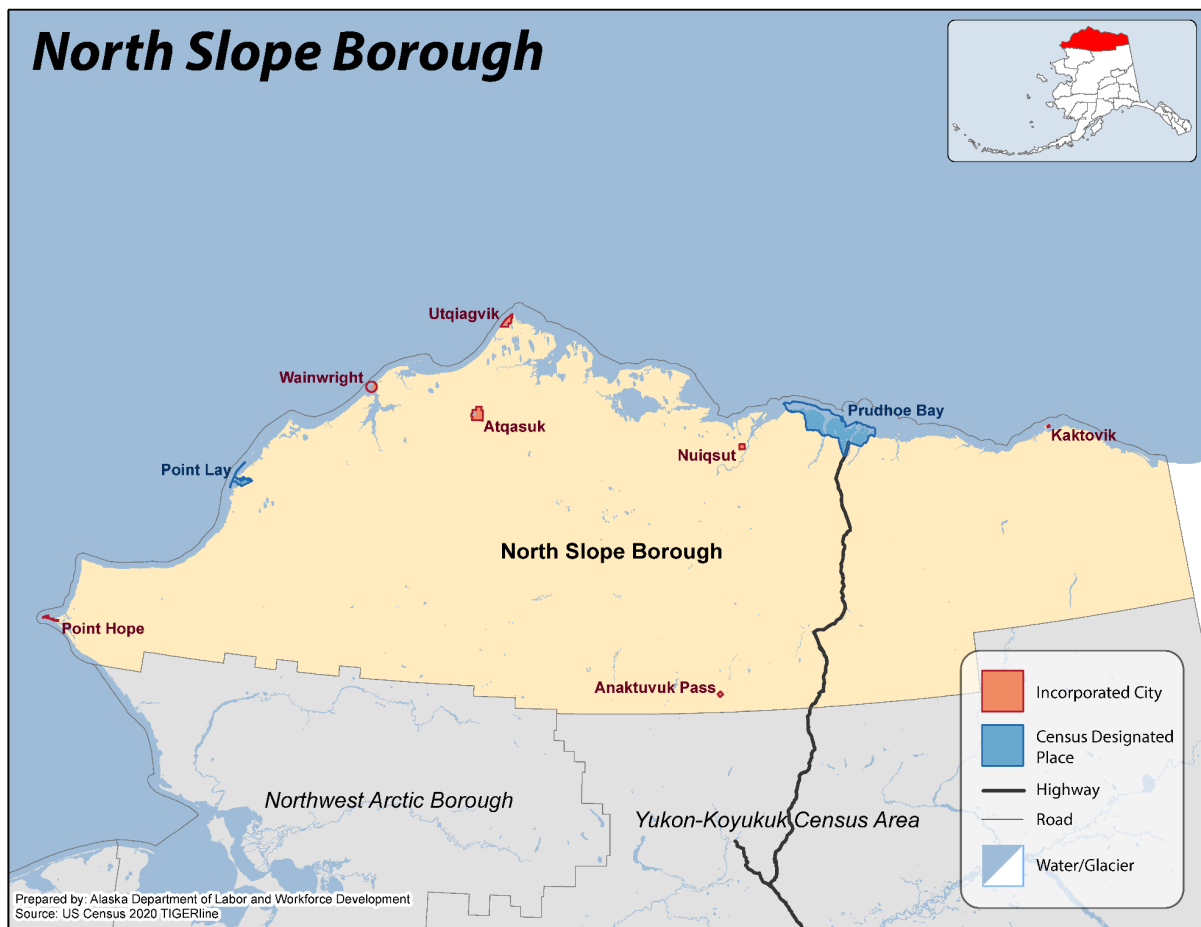 North Slope Borough
Utqiagvik
Wainwright
Atqasuk
Prudhoe Bay
Kaktovik
Nuiqsut
Point Lay
North Slope Borough
Point Hope
Anaktuvuk Pass
Northwest Arctic Borough
Yukon-Koyukuk Census Area
Incorporated City
Census Designated
Place
Highway
Road
Water/Glacier
Prepared by: Alaska Department of Labor and Workforce Development
Source: US Census 2020 TIGERline